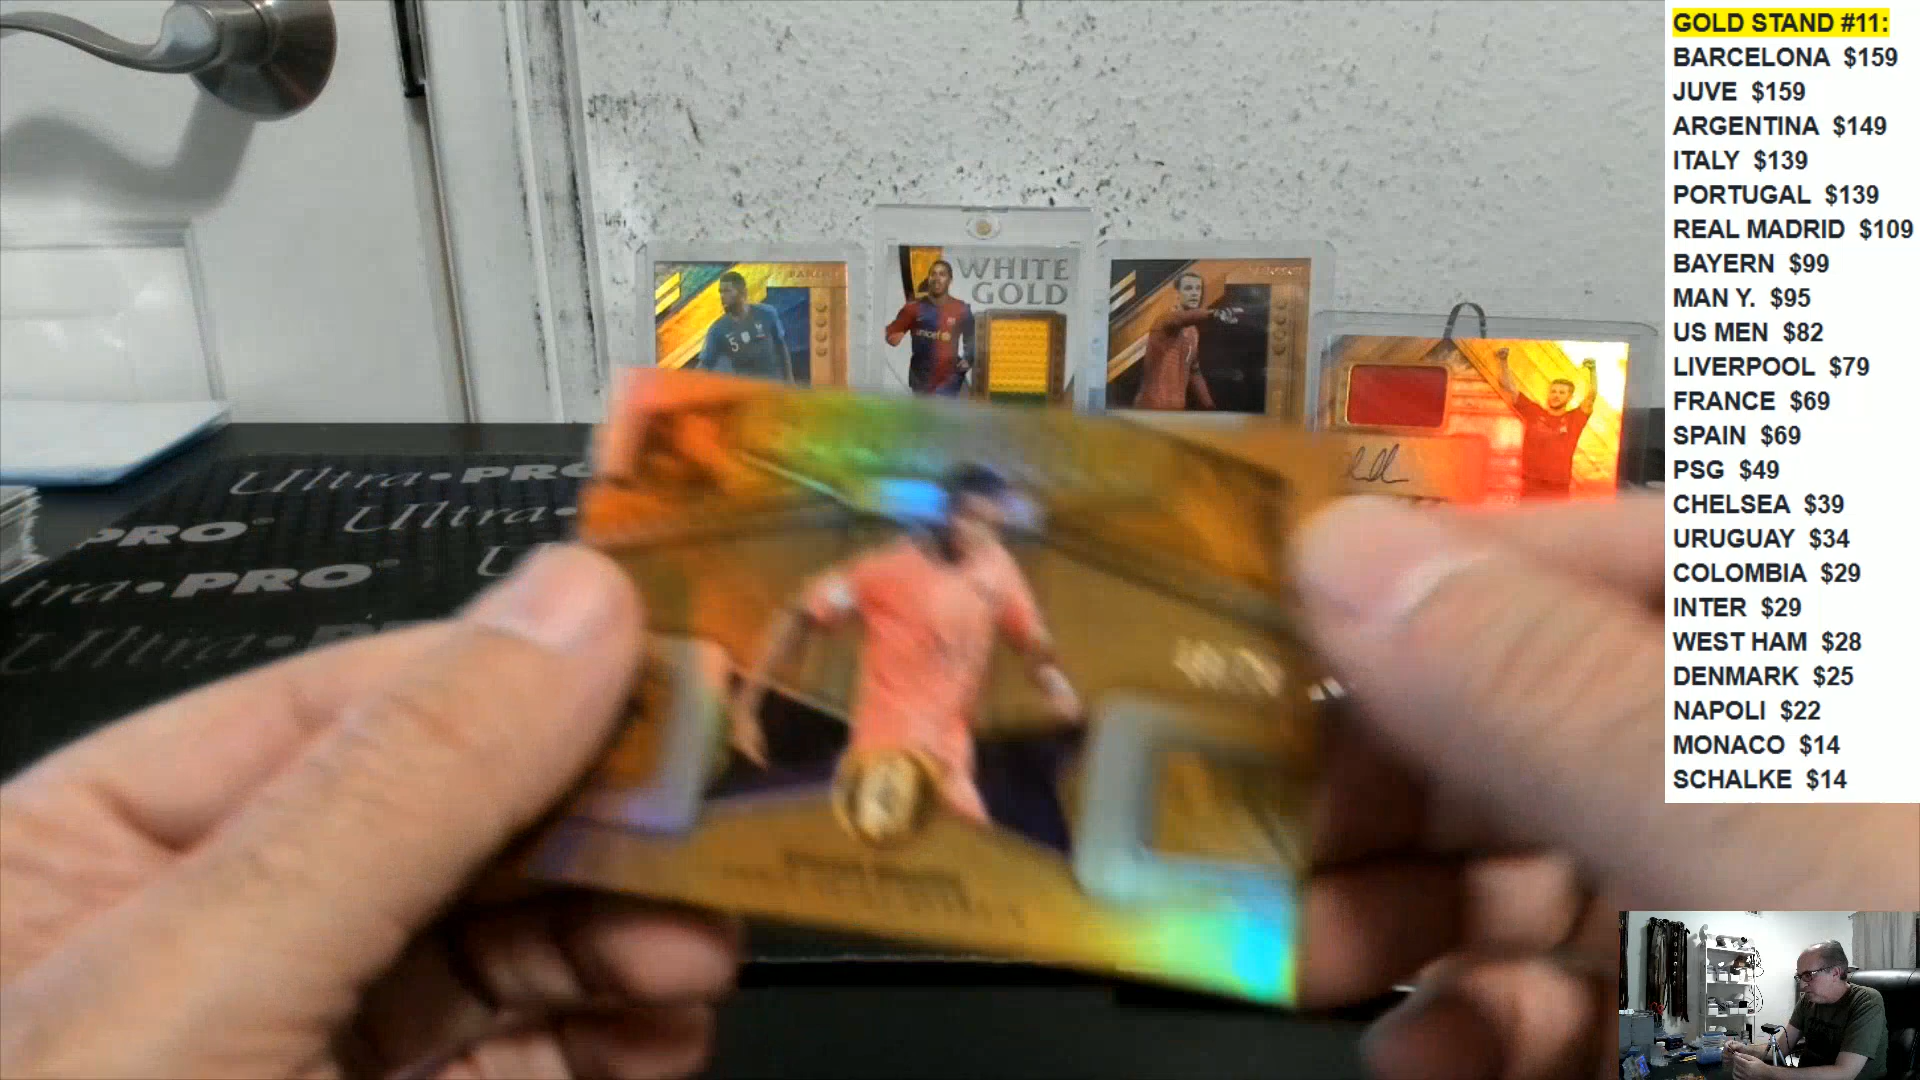 GOLD STAND #11:
BARCELONA $159
JUVE $159
ARGENTINA $149
ITALY $139
PORTUGAL $139
REAL MADRID $109
BAYERN $99
MAN Y. $95
US MEN $82
LIVERPOOL $79
FRANCE $69
SPAIN $69
PSG $49
CHELSEA $39
URUGUAY $34
COLOMBIA $29
INTER $29
WEST HAM $28
DENMARK $25
NAPOLI $22
MONACO $14
SCHALKE $14
WHITE
GOLD
unicef
5
Ultra•PRO
PRO
Ultra
tra•PRO
Ultra